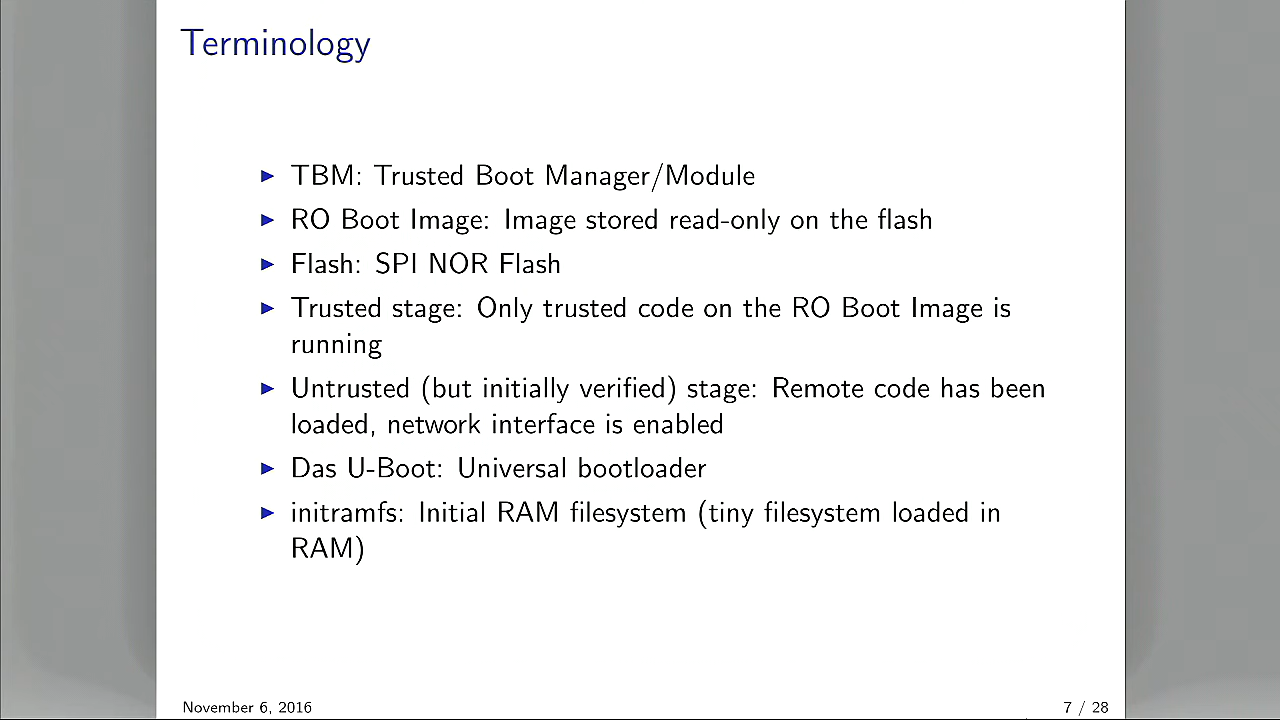 Terminology
▶ TBM: Trusted Boot Manager/Module
▶ RO Boot Image: Image stored read-only on the flash
▶ Flash: SPI NOR Flash
▶ Trusted stage: Only trusted code on the RO Boot Image is
running
▶ Untrusted (but initially verified) stage: Remote code has been
loaded, network interface is enabled
▶ Das U-Boot: Universal bootloader
▶ initramfs: Initial RAM filesystem (tiny filesystem loaded in
RAM)
November 6, 2016
7 / 28